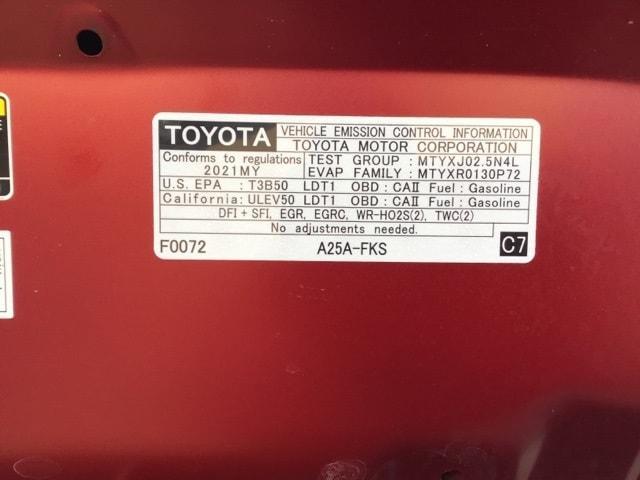 TOYOTA VEHICLE EMISSION CONTROL INFORMATION
TOYOTA MOTOR CORPORATION
Conforms to regulations TEST GROUP : MTYXJ02.5N4L
2021MY EVAP FAMILY : MTYXR0130P72
U.S. EPA : T3B50 LDT1 OBD : CAII Fuel : Gasoline
California: ULEV50 LDT1 OBD : CAII Fuel : Gasoline
DFI + SFI, EGR, EGRC, WR-HO2S(2), TWC(2)
No adjustments needed.
F0072 A25A-FKS C7